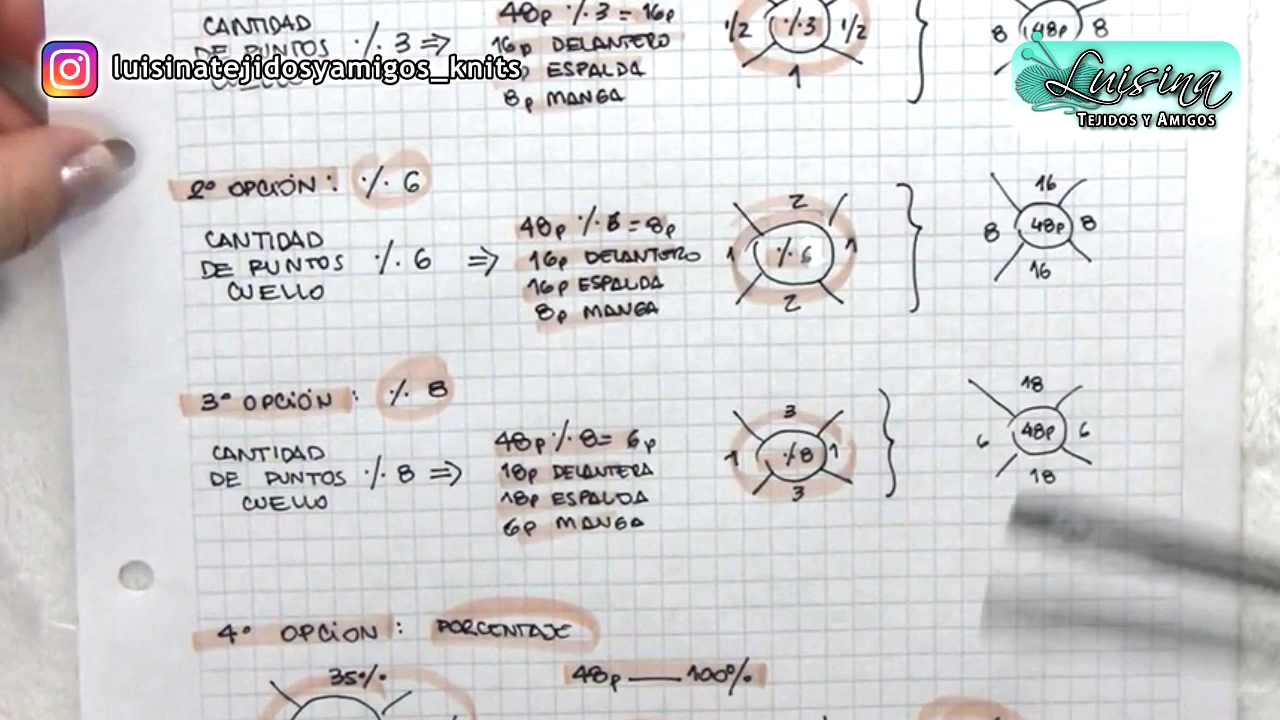 CANTIDAD
DE PUNTOS ·/· 3 ⇒
48p ·/· 3 = 16p
16p DELANTERO
ESPALDA
8p MANGA
1/2 ·/·3 1/2
1
8 48p 8
luisinatejidosyamigos_knits
Luisina
TEJIDOS Y AMIGOS
2º OPCIÓN: ·/· 6
CANTIDAD
DE PUNTOS ·/· 6 ⇒
CUELLO
48p ·/· 6 = 8p
16p DELANTERO
16p ESPALDA
8p MANGA
2
1 ·/· 6 1
2
16
8 48p 8
16
3º OPCIÓN: ·/· 8
CANTIDAD
DE PUNTOS ·/· 8 ⇒
CUELLO
48p ·/· 8 = 6p
18p DELANTERA
18p ESPALDA
6p MANGA
3
1 ·/·8 1
3
18
6 48p 6
18
4º OPCION: PORCENTAJE
35%
48p — 100%